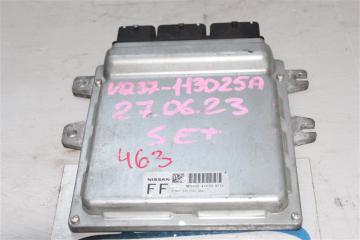 VQ37-113025A
27.06.23
SET
463
NISSAN
FF